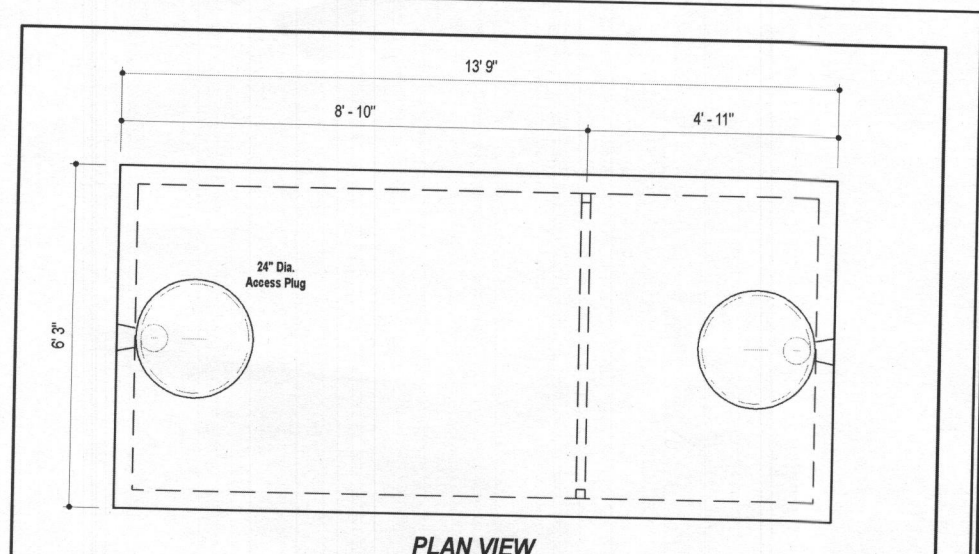 13' 9"
8' - 10"
4' - 11"
24" Dia.
Access Plug
6' 3"
PLAN VIEW